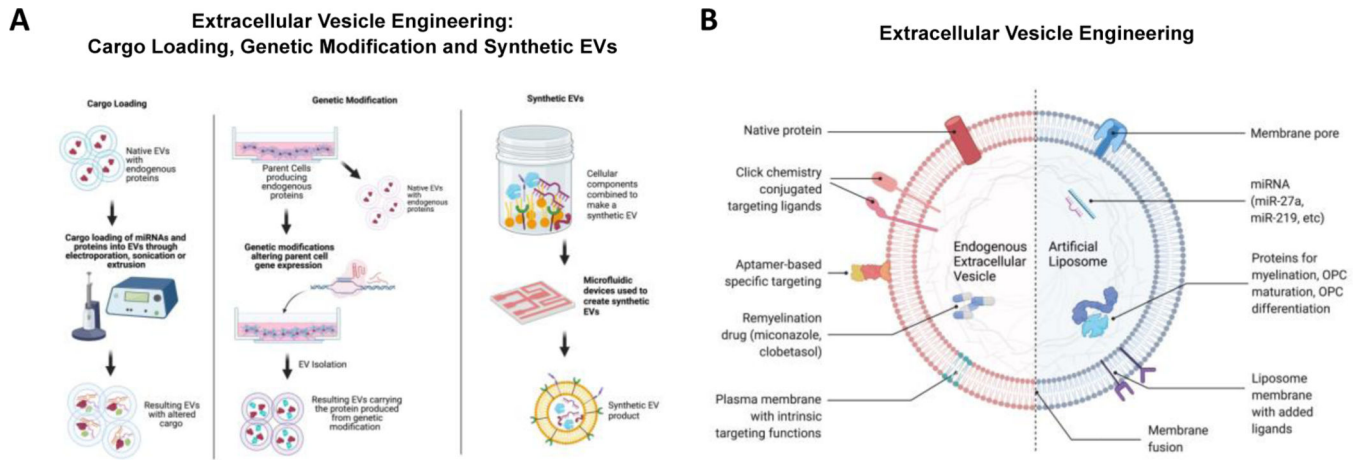 A
Extracellular Vesicle Engineering:
Cargo Loading, Genetic Modification and Synthetic EVs
Cargo Loading
Native EVs
with
endogenous
proteins
Cargo loading of miRNAs and
proteins into EVs through
electroporation, sonication or
extrusion
Resulting EVs
with altered
cargo
Genetic Modification
Parent Cells
producing
endogenous
proteins
Native EVs
with endogenous
proteins
Genetic modifications
altering parent cell
gene expression
EV Isolation
Resulting EVs carrying
the protein produced
from genetic
modification
Synthetic EVs
Cellular
components
combined to
make a
synthetic EV
Microfluidic
devices used to
create synthetic
EVs
Synthetic EV
product
B
Extracellular Vesicle Engineering
Native protein
Click chemistry
conjugated
targeting ligands
Aptamer-based
specific targeting
Remyelination
drug (miconazole,
clobetasol)
Plasma membrane
with intrinsic
targeting functions
Endogenous
Extracellular
Vesicle
Artificial
Liposome
Membrane pore
miRNA
(miR-27a,
miR-219, etc)
Proteins for
myelination, OPC
maturation, OPC
differentiation
Liposome
membrane
with added
ligands
Membrane
fusion